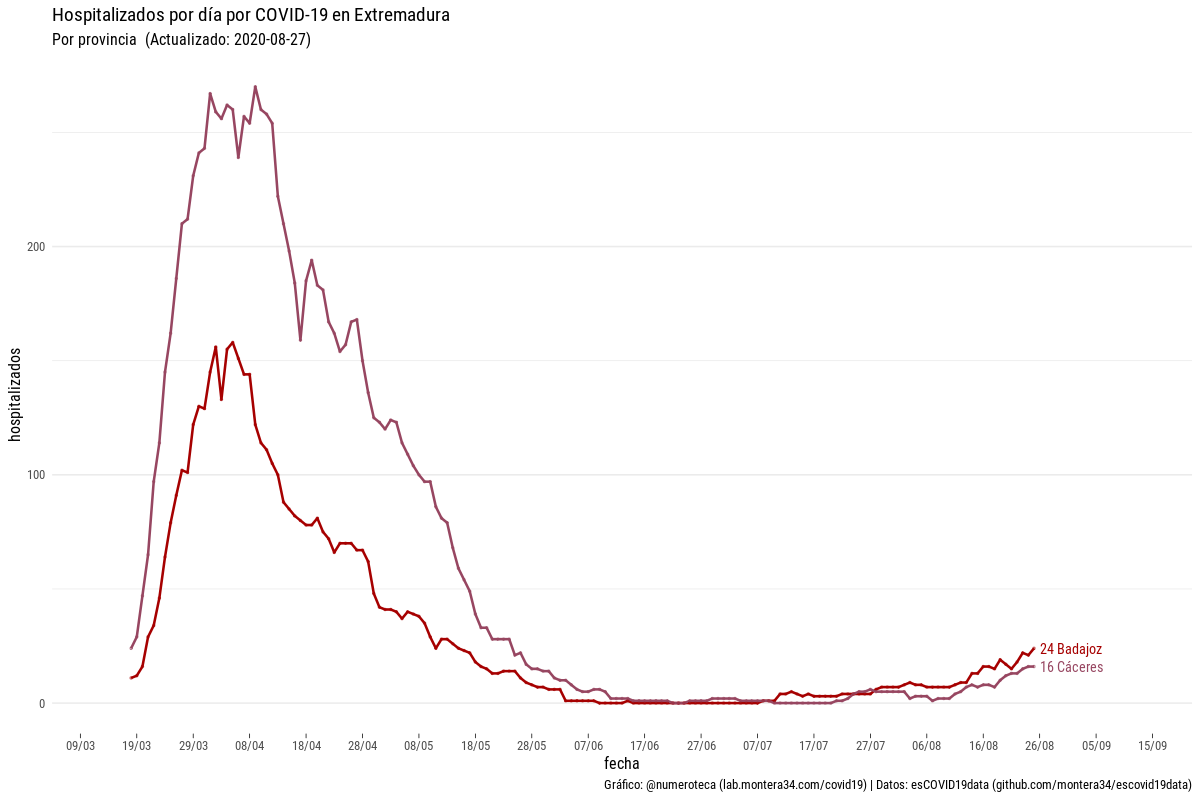 Hospitalizados por día por COVID-19 en Extremadura
Por provincia  (Actualizado: 2020-08-27)
hospitalizados
200
100
0
24 Badajoz
16 Cáceres
09/03 19/03 29/03 08/04 18/04 28/04 08/05 18/05 28/05 07/06 17/06 27/06 07/07 17/07 27/07 06/08 16/08 26/08 05/09 15/09
fecha
Gráfico: @numeroteca (lab.montera34.com/covid19) | Datos: esCOVID19data (github.com/montera34/escovid19data)